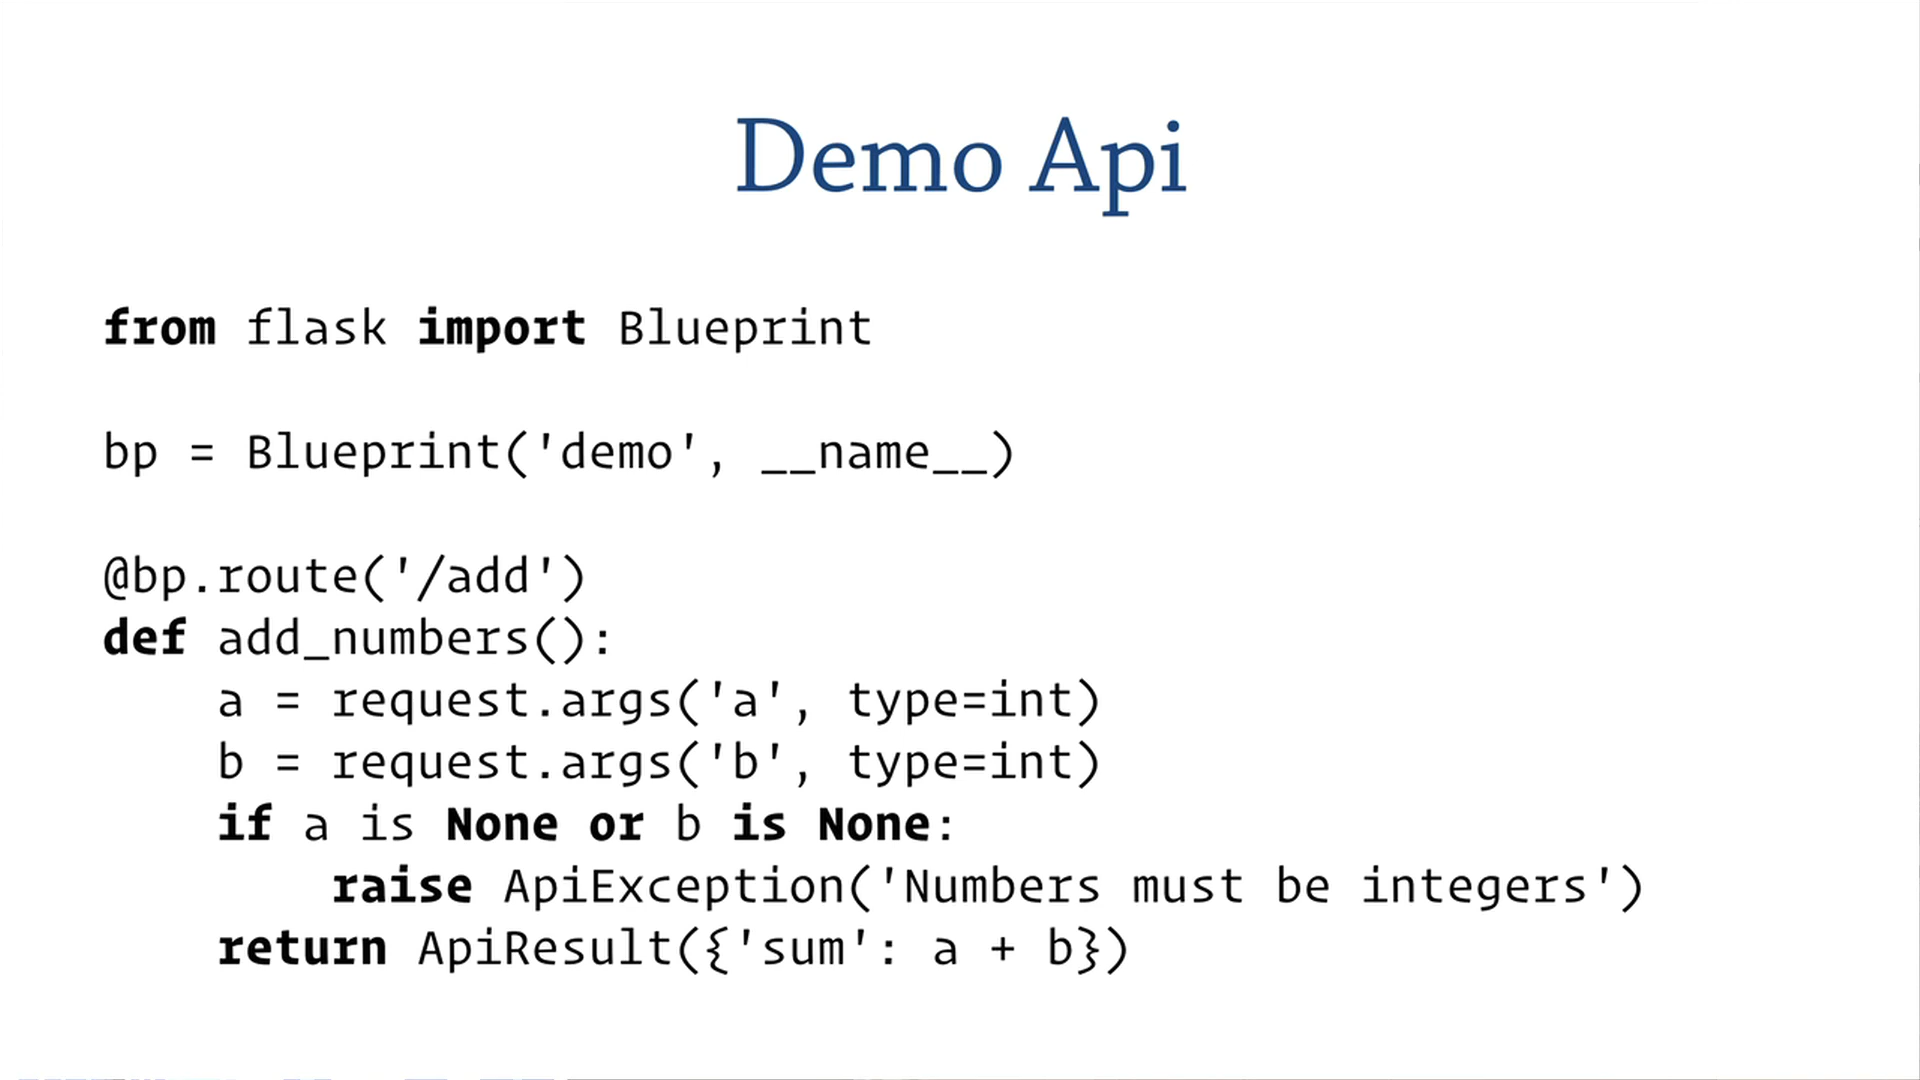 Demo Api
from flask import Blueprint
bp = Blueprint('demo', __name__)
@bp.route('/add')
def add_numbers():
    a = request.args('a', type=int)
    b = request.args('b', type=int)
    if a is None or b is None:
        raise ApiException('Numbers must be integers')
    return ApiResult({'sum': a + b})